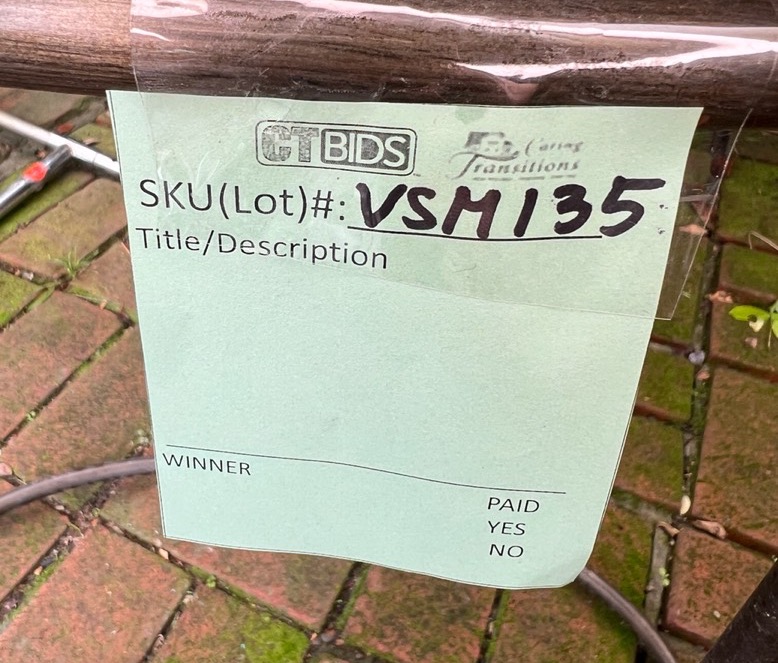 CTBIDS
Caring
Transitions
SKU(Lot)#: VSM135
Title/Description
WINNER
PAID
YES
NO